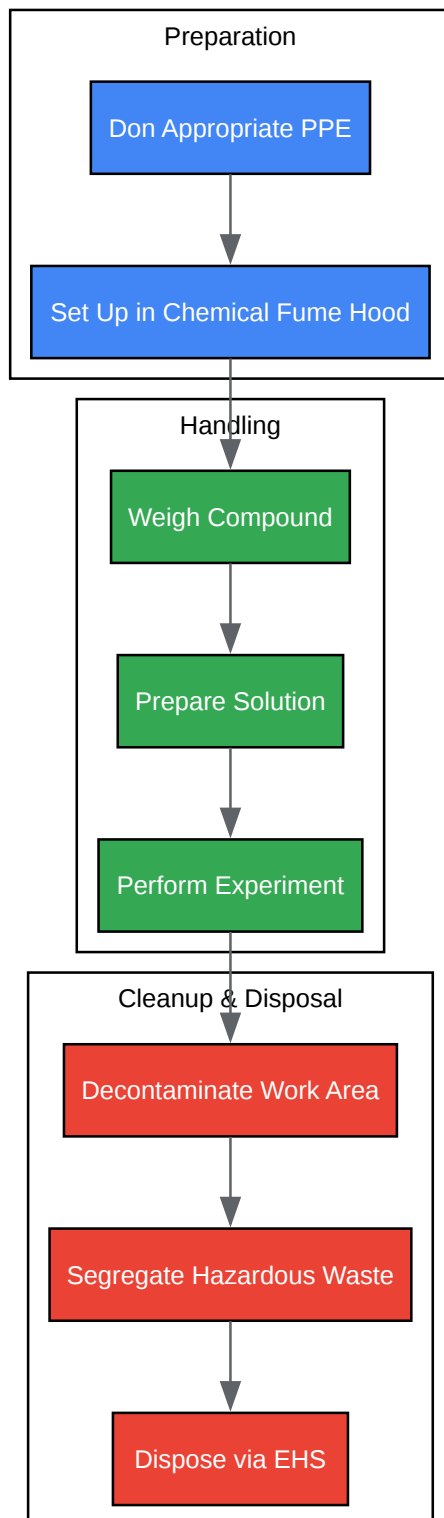 Preparation
Don Appropriate PPE
Set Up in Chemical Fume Hood
Handling
Weigh Compound
Prepare Solution
Perform Experiment
Cleanup & Disposal
Decontaminate Work Area
Segregate Hazardous Waste
Dispose via EHS